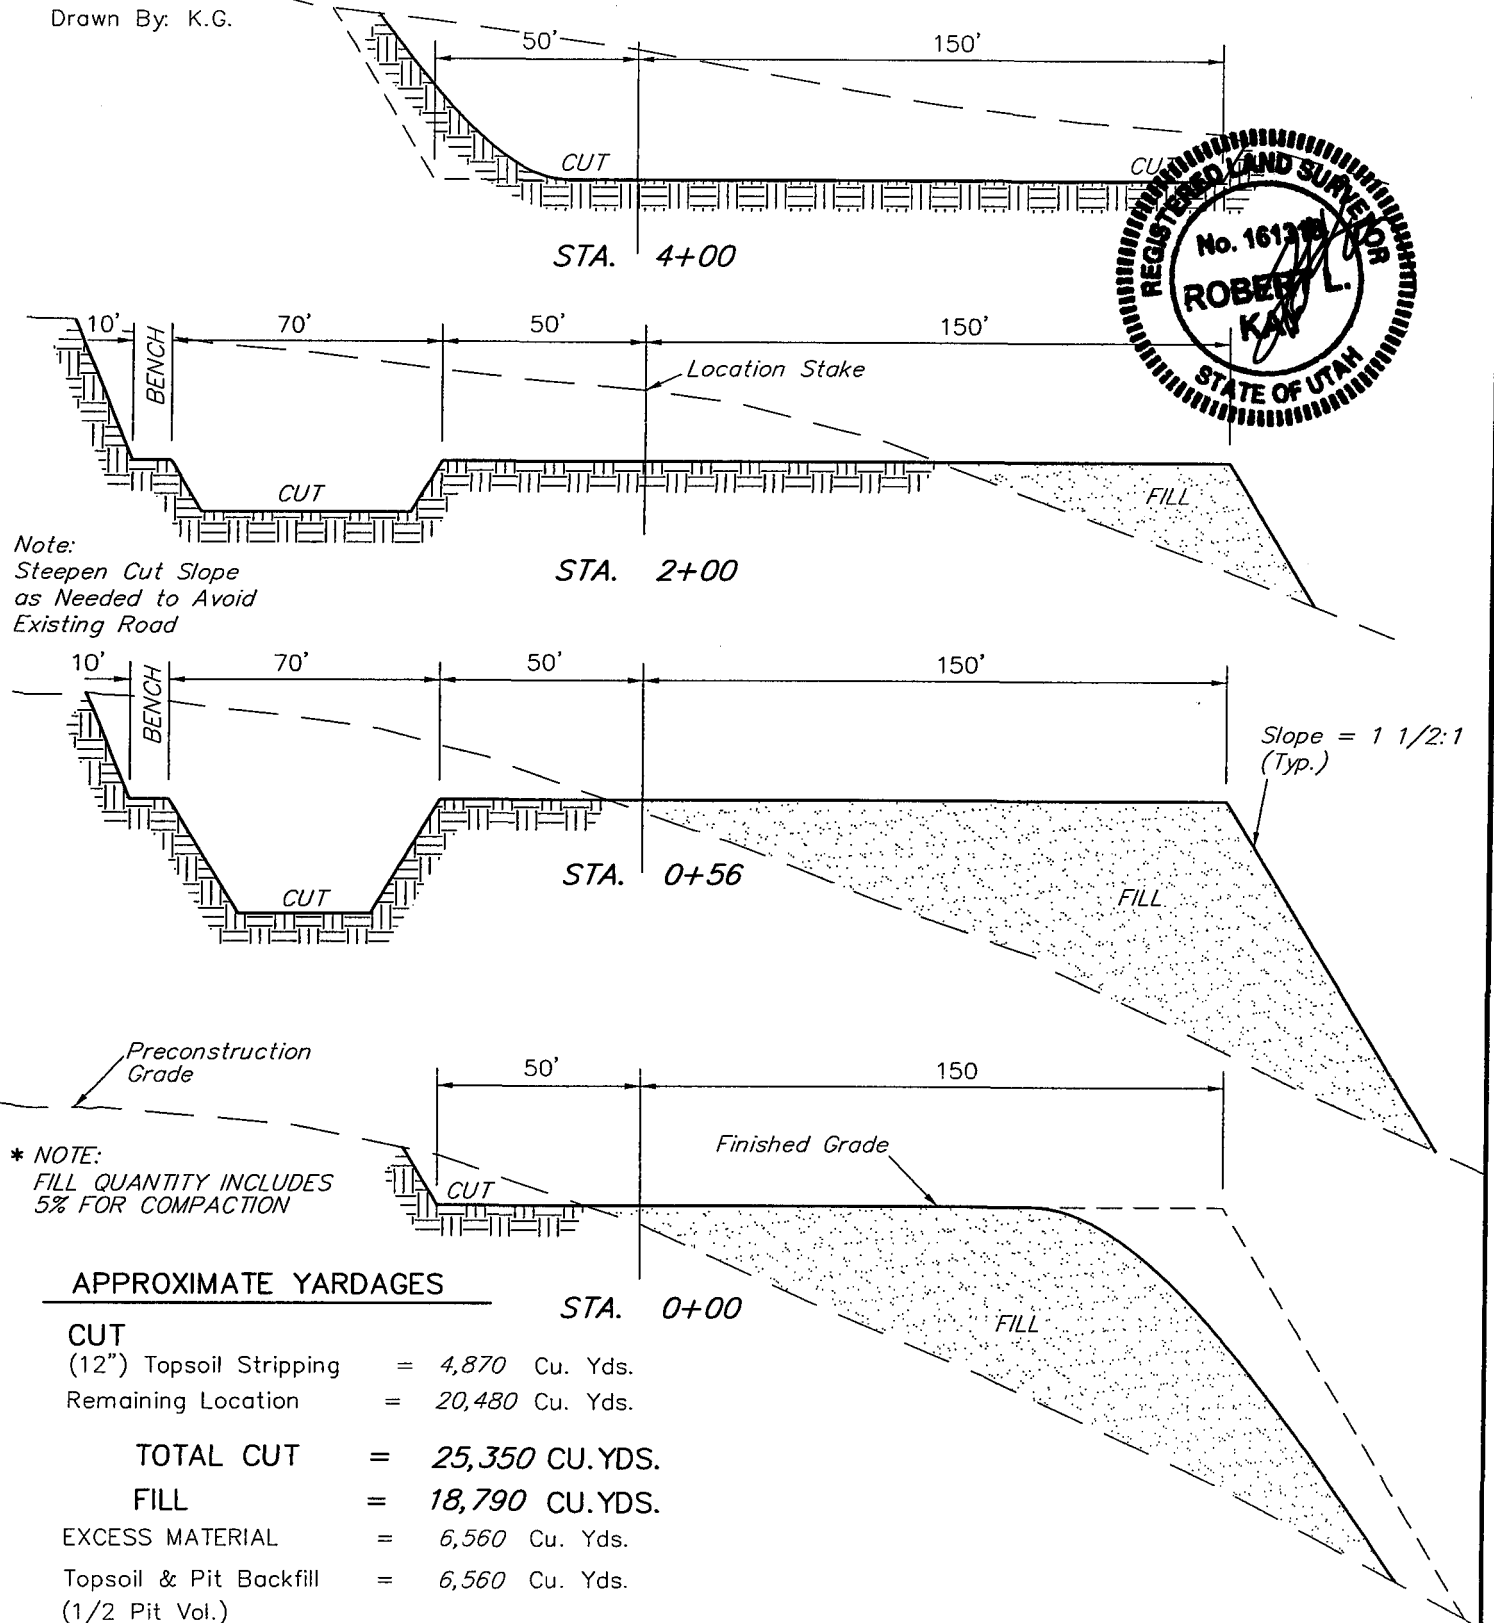 Drawn By: K.G.
50'
150'
CUT
STA. 4+00
REGISTERED LAND SURVEYOR
ROBERT L.
KAY
STATE OF UTAH
10'
BENCH
70'
50'
150'
Location Stake
CUT
FILL
STA. 2+00
Note:
Steepen Cut Slope
as Needed to Avoid
Existing Road
10'
BENCH
70'
50'
150'
Slope = 1 1/2:1
(Typ.)
CUT
STA. 0+56
FILL
Preconstruction
Grade
50'
150
Finished Grade
CUT
* NOTE:
FILL QUANTITY INCLUDES
5% FOR COMPACTION
STA. 0+00
FILL
APPROXIMATE YARDAGES
CUT
(12") Topsoil Stripping = 4,870 Cu. Yds.
Remaining Location = 20,480 Cu. Yds.
TOTAL CUT = 25,350 CU.YDS.
FILL = 18,790 CU.YDS.
EXCESS MATERIAL = 6,560 Cu. Yds.
Topsoil & Pit Backfill = 6,560 Cu. Yds.
(1/2 Pit Vol.)